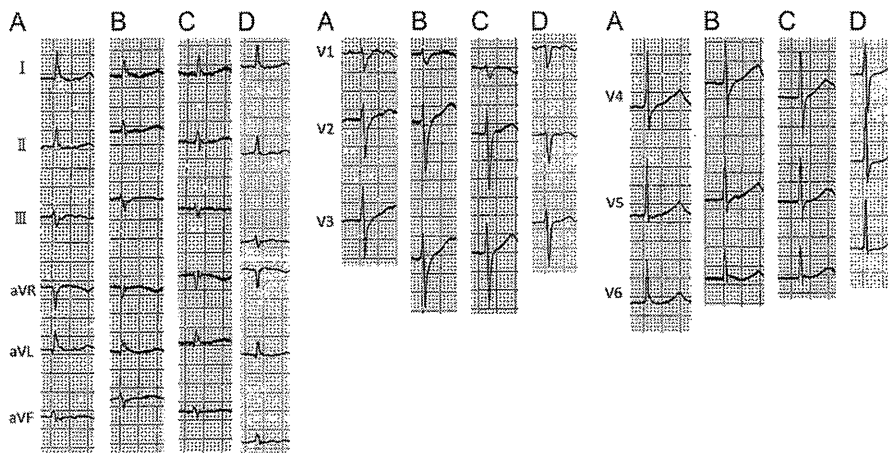 A B C D A B C D A B C D
I
II
III
aVR
aVL
aVF
V1
V2
V3
V4
V5
V6